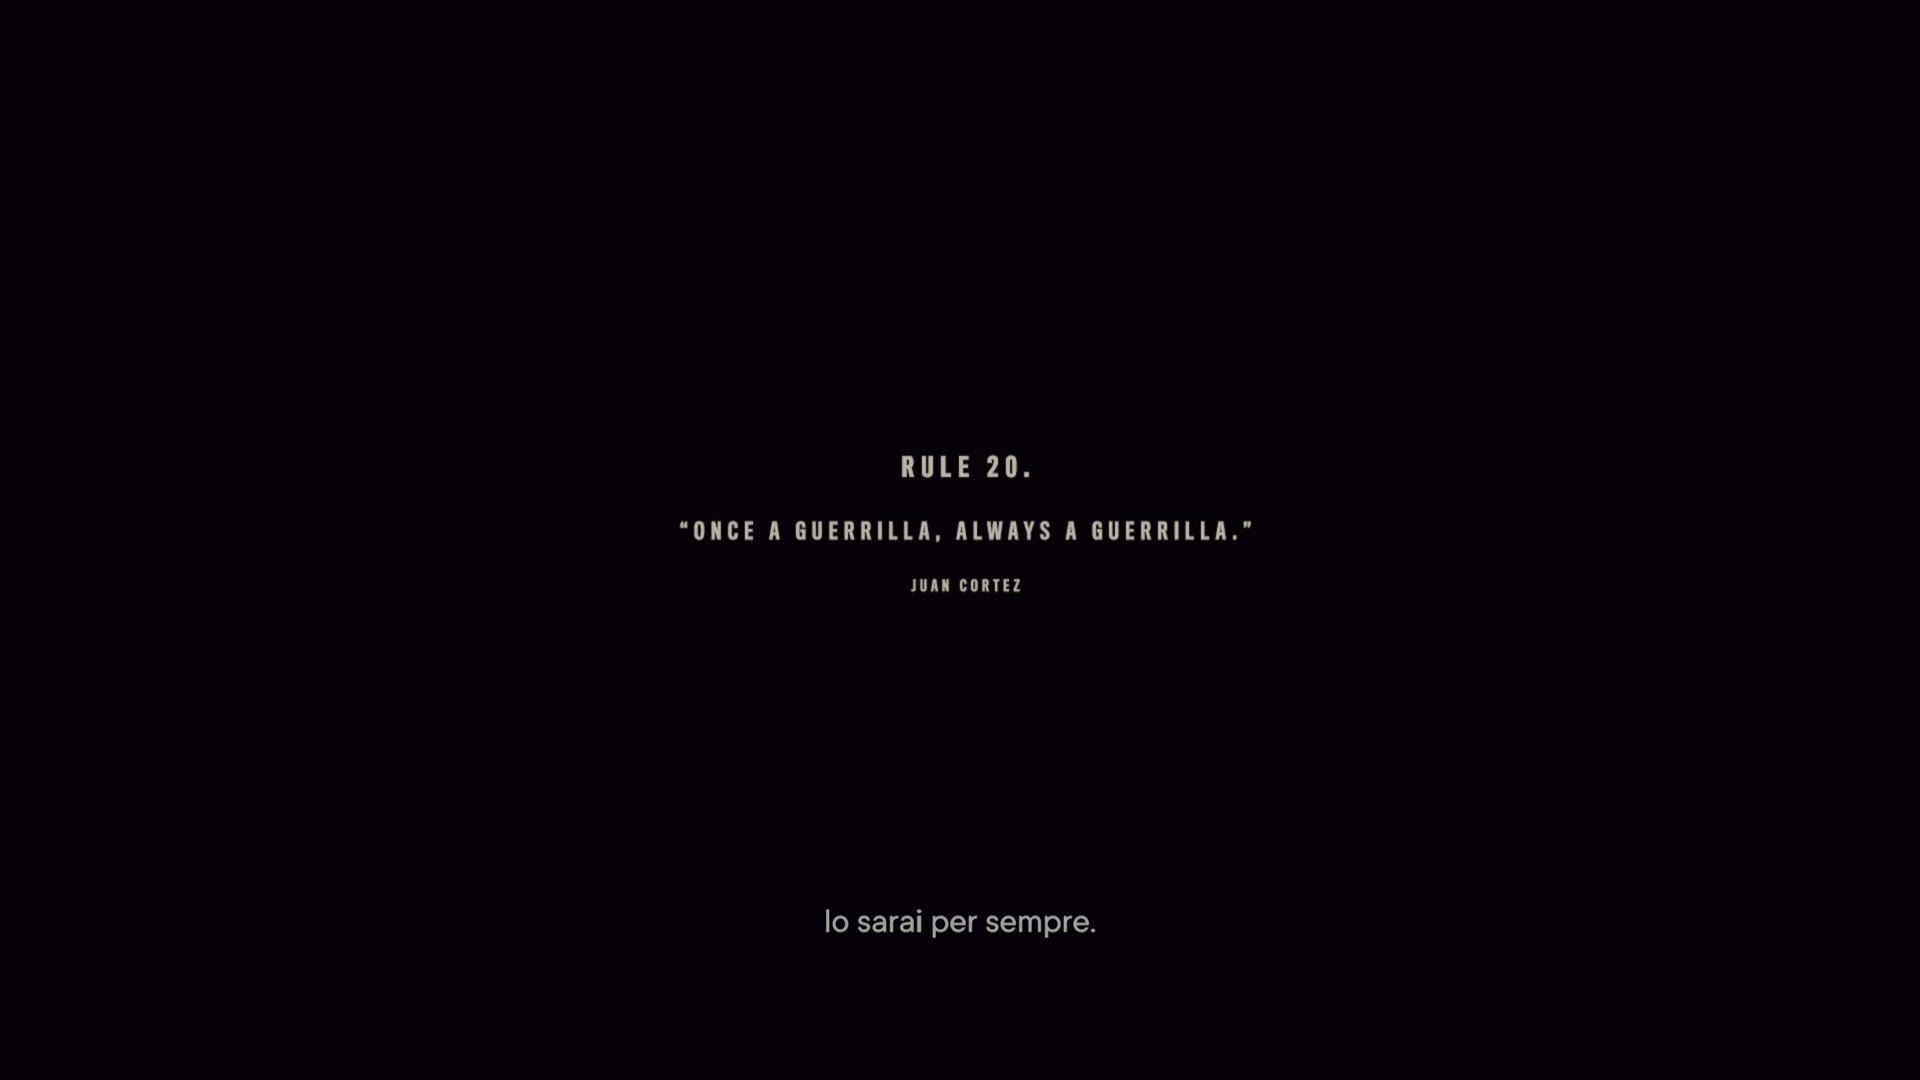 RULE 20.
“ONCE A GUERRILLA, ALWAYS A GUERRILLA.”
JUAN CORTEZ
lo sarai per sempre.